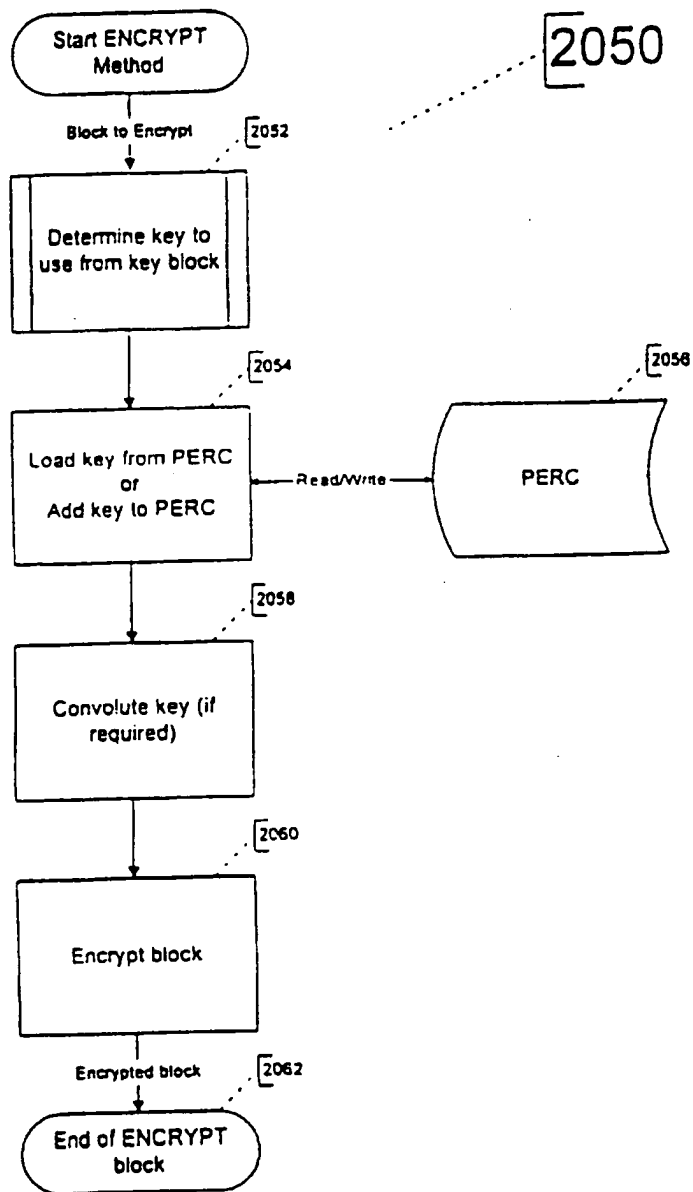 Start ENCRYPT
Method
2050
Block to Encrypt
2052
Determine key to
use from key block
2054
2056
Load key from PERC
or
Add key to PERC
Read/Write
PERC
2058
Convolute key (if
required)
2060
Encrypt block
Encrypted block
2062
End of ENCRYPT
block